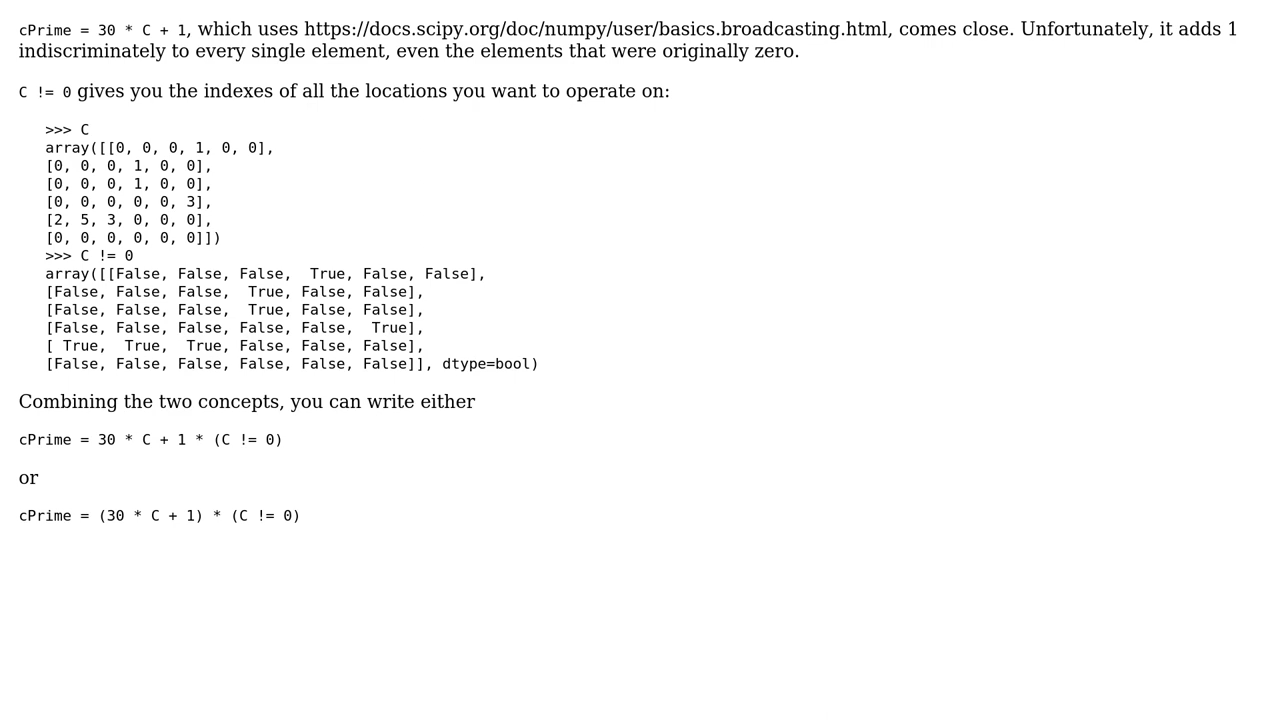 cPrime = 30 * C + 1, which uses https://docs.scipy.org/doc/numpy/user/basics.broadcasting.html, comes close. Unfortunately, it adds 1
indiscriminately to every single element, even the elements that were originally zero.
C != 0 gives you the indexes of all the locations you want to operate on:
>>> C
array([[0, 0, 0, 1, 0, 0],
[0, 0, 0, 1, 0, 0],
[0, 0, 0, 1, 0, 0],
[0, 0, 0, 0, 0, 3],
[2, 5, 3, 0, 0, 0],
[0, 0, 0, 0, 0, 0]])
>>> C != 0
array([[False, False, False,  True, False, False],
[False, False, False,  True, False, False],
[False, False, False,  True, False, False],
[False, False, False, False, False,  True],
[ True,  True,  True, False, False, False],
[False, False, False, False, False, False]], dtype=bool)
Combining the two concepts, you can write either
cPrime = 30 * C + 1 * (C != 0)
or
cPrime = (30 * C + 1) * (C != 0)